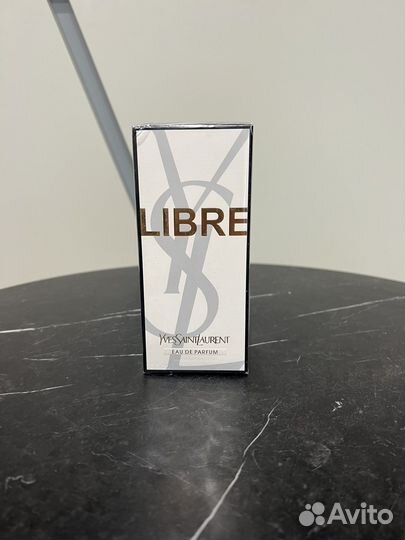 LIBRE
YVESSAINTLAURENT
EAU DE PARFUM
Avito